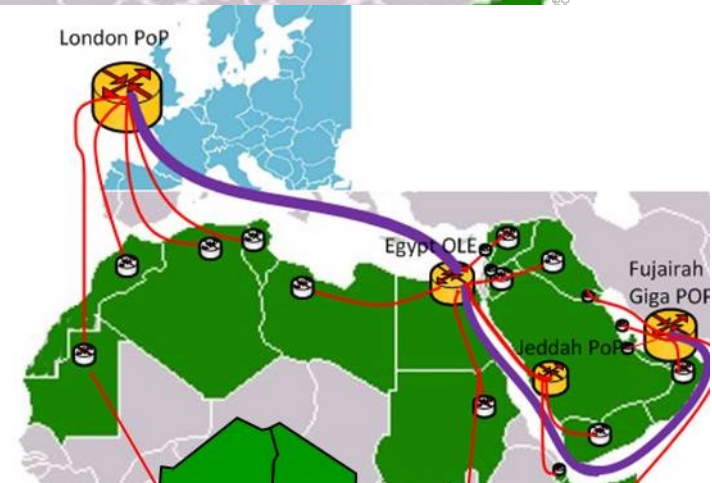 London PoP
Egypt OLE
Fujairah
Giga POP
Jeddah PoP